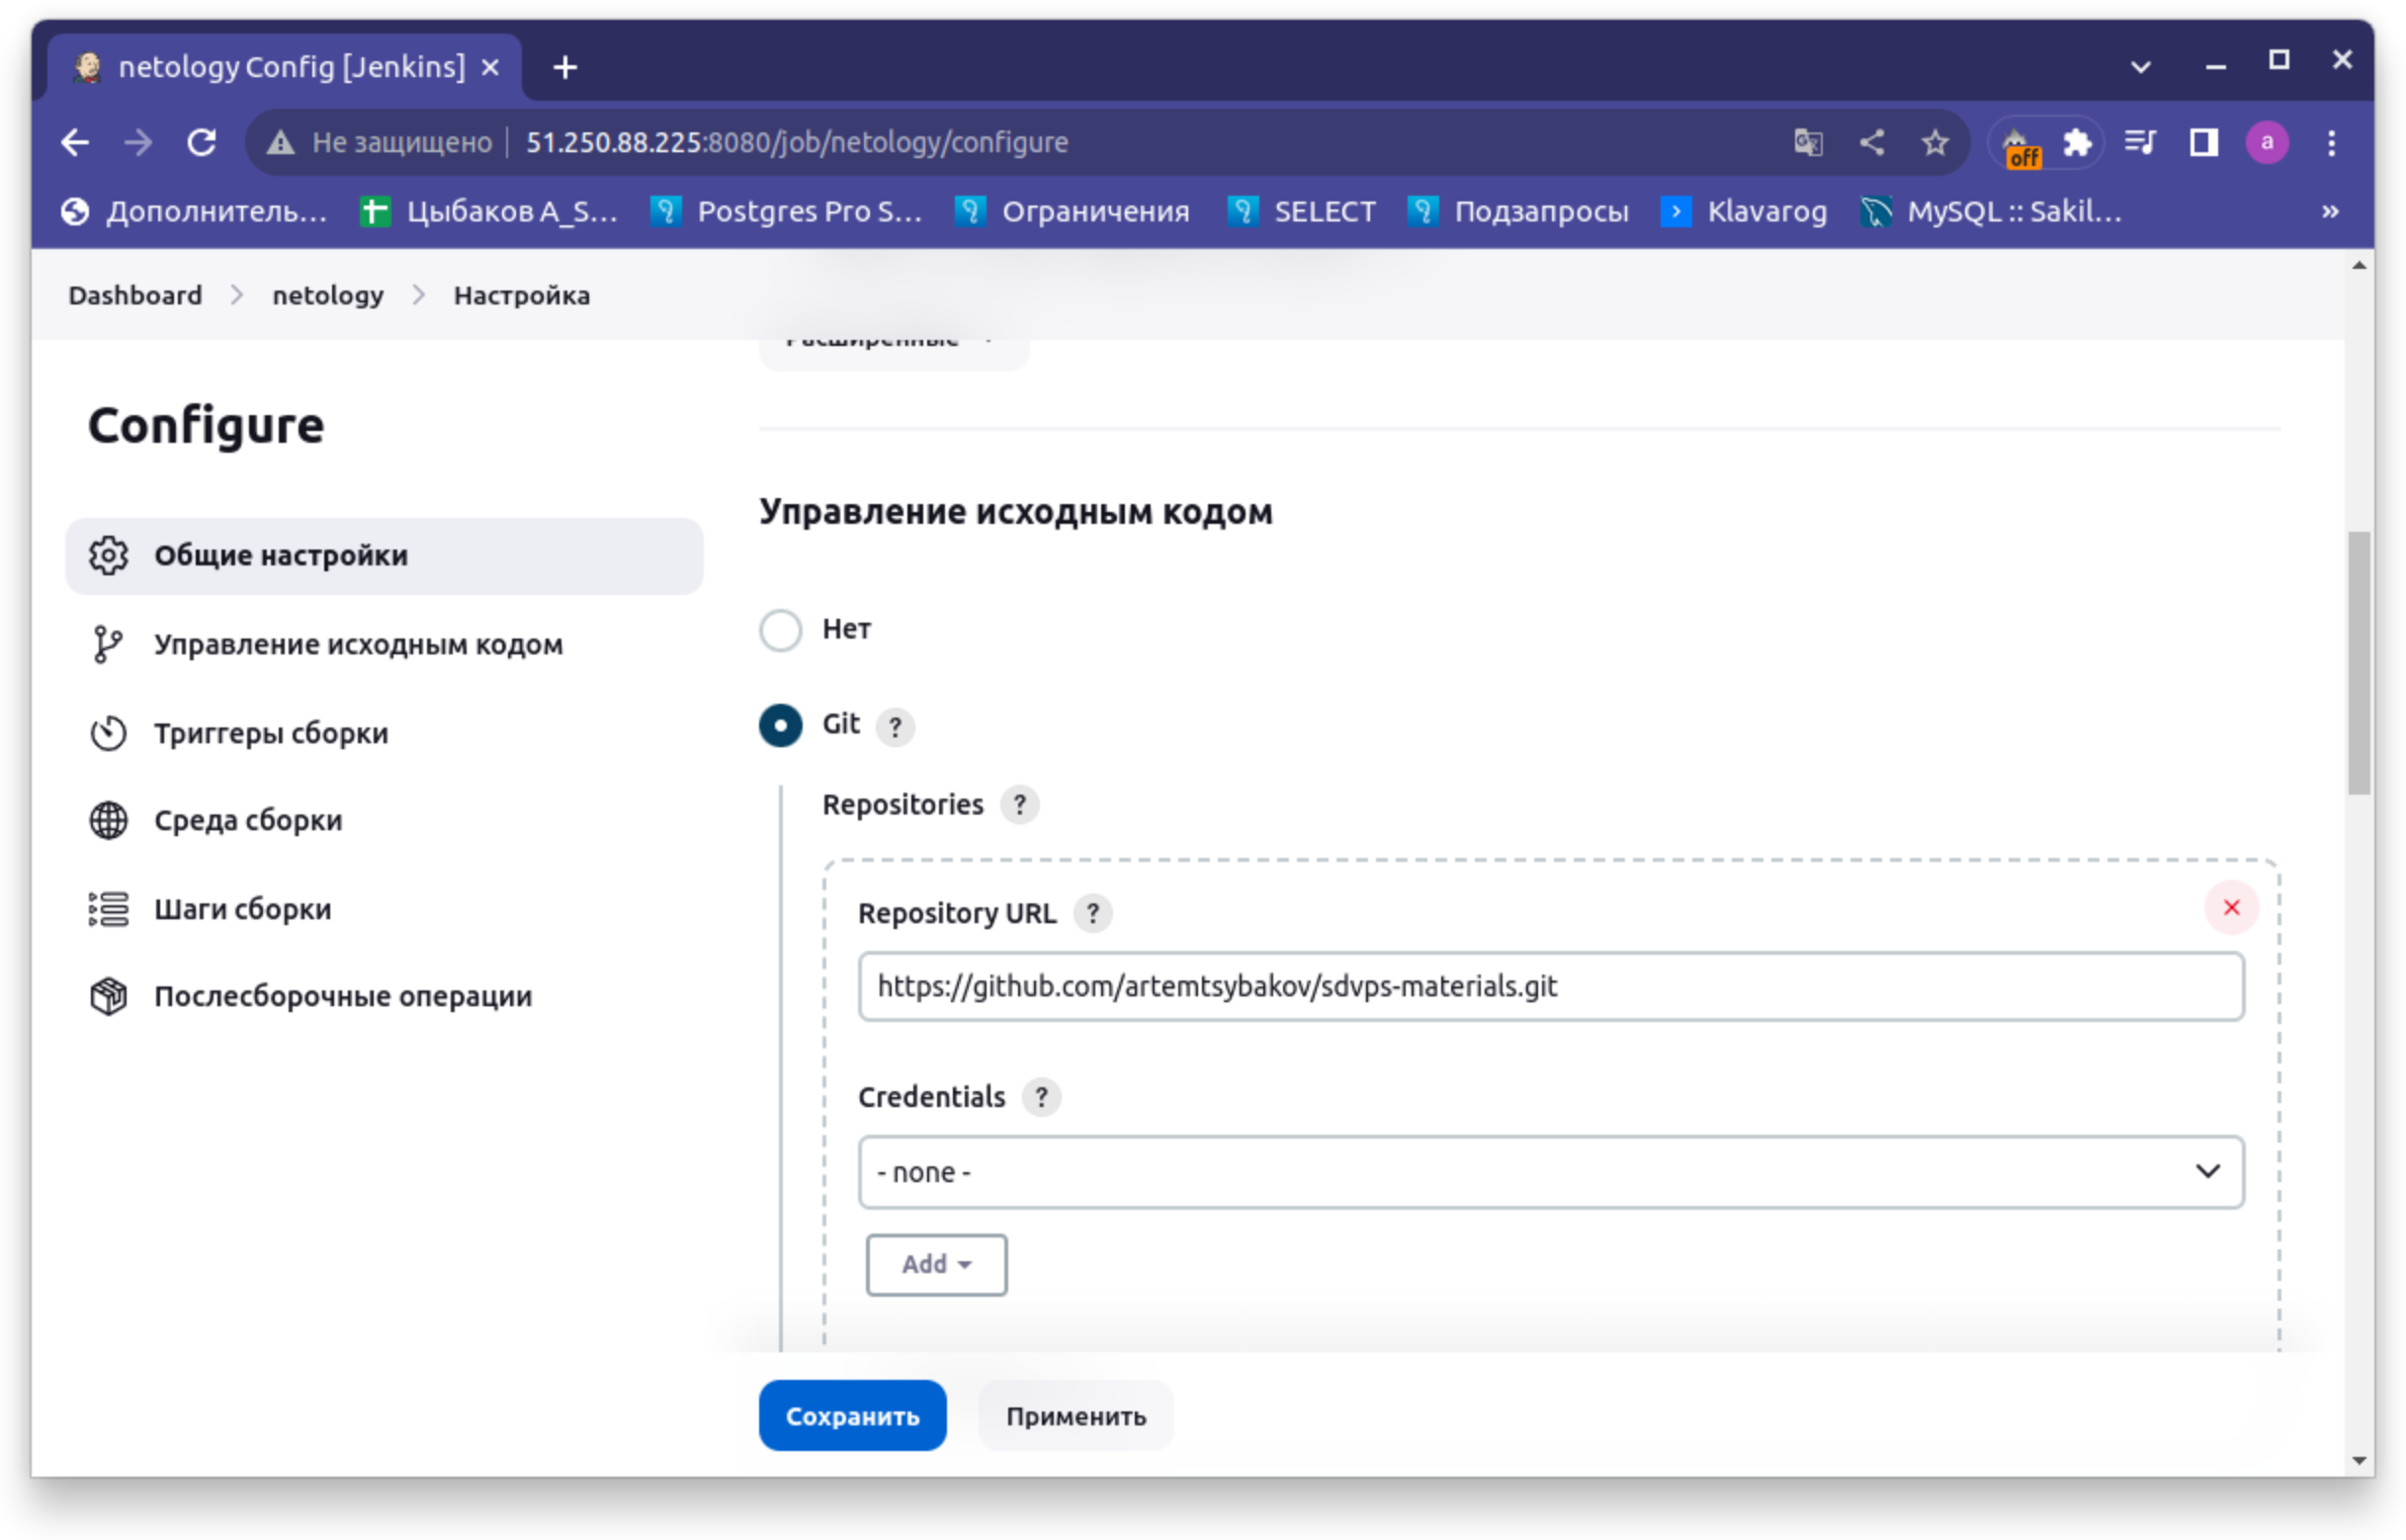 netology Config [Jenkins]
Не защищено 51.250.88.225:8080/job/netology/configure
off
a
Дополнитель... Цыбаков А_S... Postgres Pro S... Ограничения SELECT Подзапросы Klavarog MySQL :: Sakil... »
Dashboard netology Настройка
Расширенные
Configure
Общие настройки
Управление исходным кодом
Триггеры сборки
Среда сборки
Шаги сборки
Послесборочные операции
Управление исходным кодом
Нет
Git ?
Repositories ?
Repository URL ?
https://github.com/artemtsybakov/sdvps-materials.git
Credentials ?
- none -
Add
Сохранить Применить